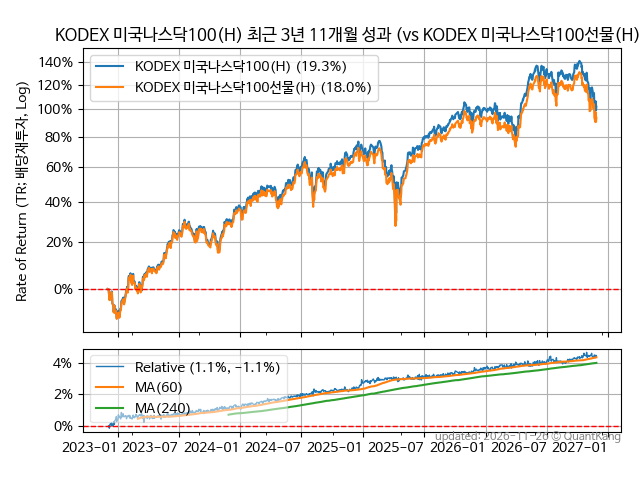 KODEX 미국나스닥100(H) 최근 3년 11개월 성과 (vs KODEX 미국나스닥100선물(H)
Rate of Return (TR: 배당재투자, Log)
140%
120%
100%
80%
60%
40%
20%
0%
KODEX 미국나스닥100(H) (19.3%)
KODEX 미국나스닥100선물(H) (18.0%)
4%
2%
0%
Relative (1.1%, -1.1%)
MA(60)
MA(240)
2023-01 2023-07 2024-01 2024-07 2025-01 2025-07 2026-01 2026-07 2027-01
updated: 2026-11-26 © QuantKang